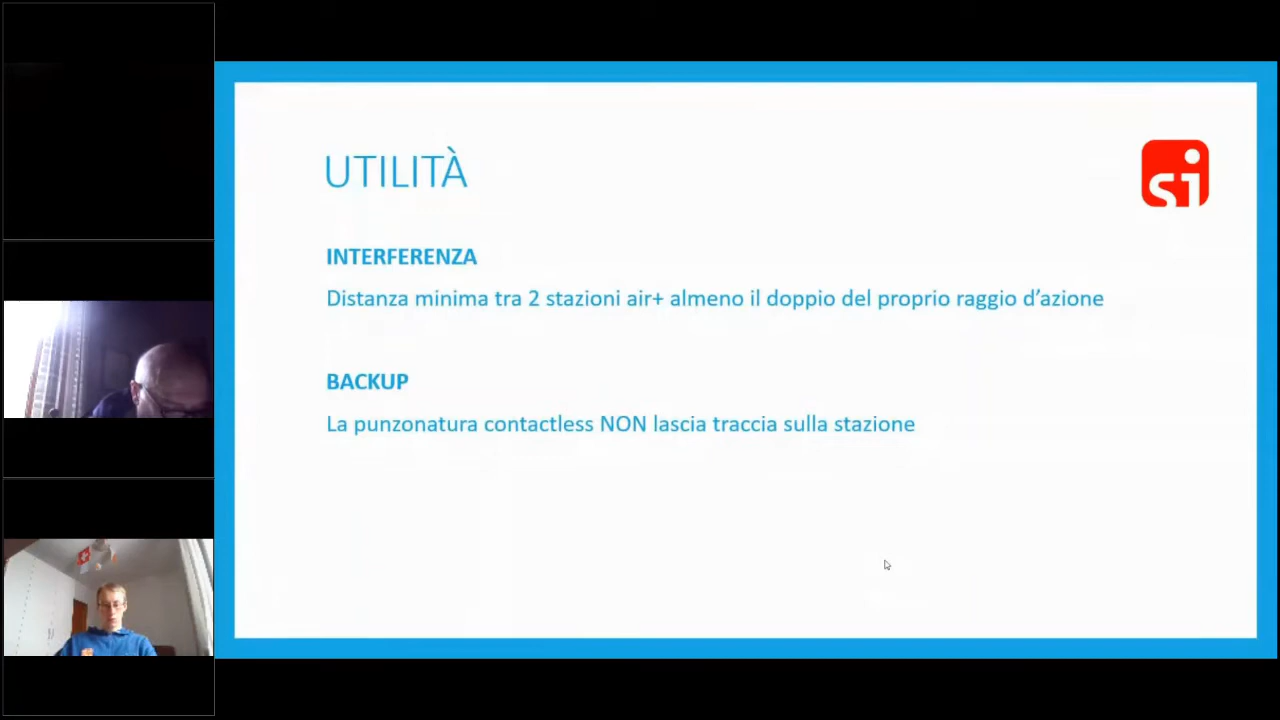 UTILITÀ
si
INTERFERENZA
Distanza minima tra 2 stazioni air+ almeno il doppio del proprio raggio d’azione
BACKUP
La punzonatura contactless NON lascia traccia sulla stazione